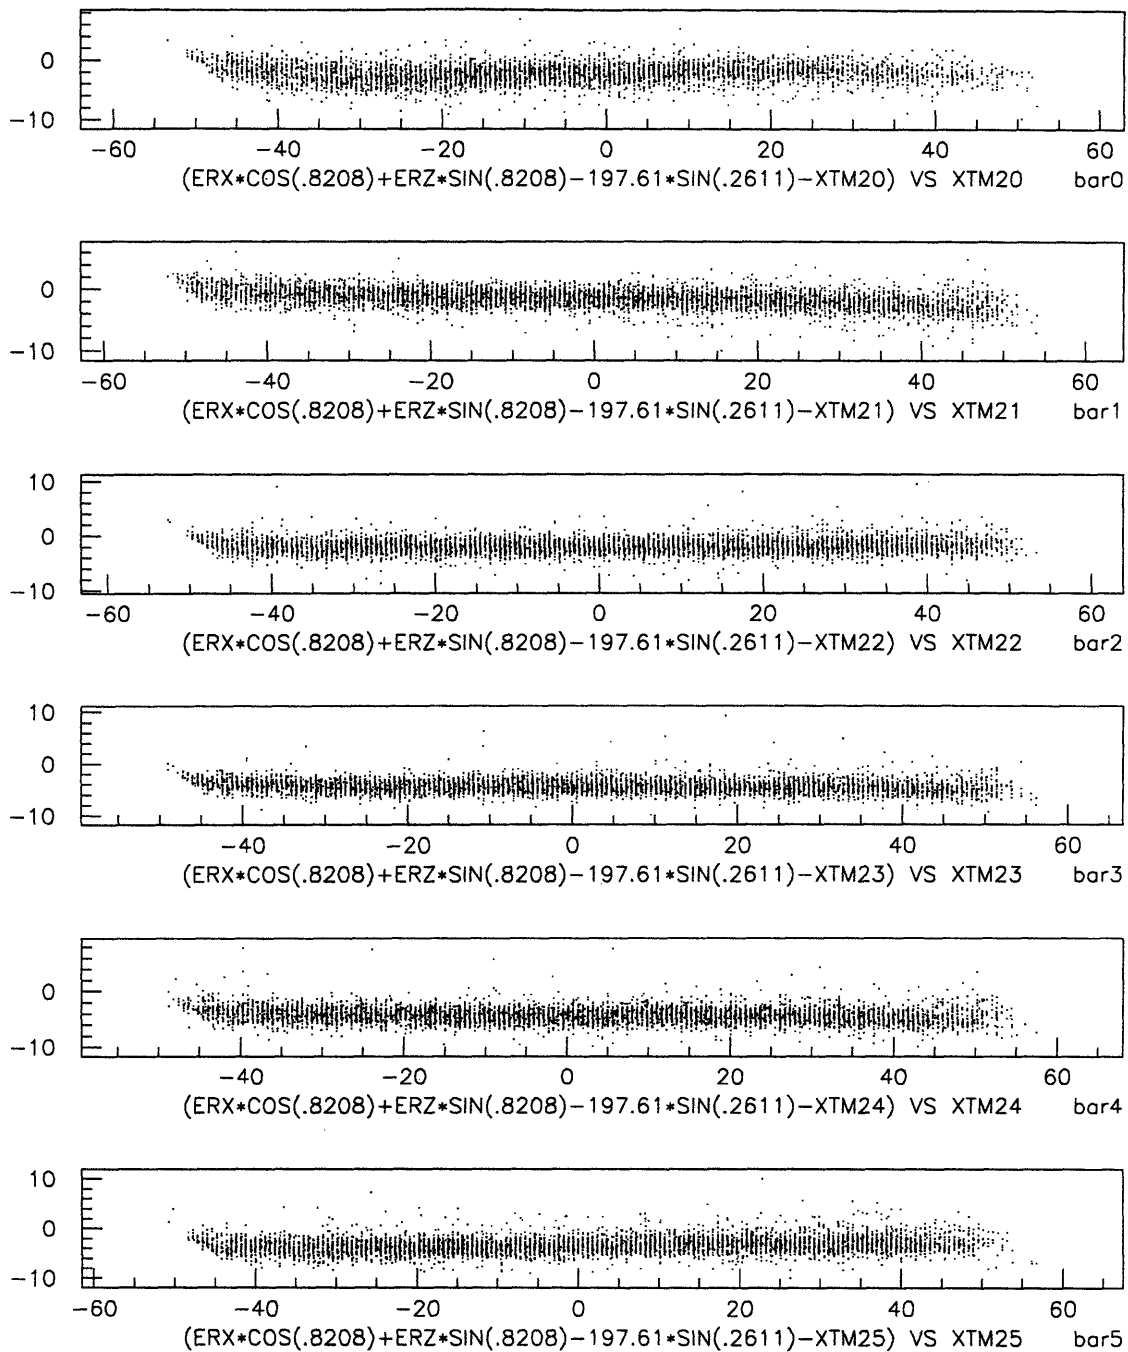 0
-10
-60 -40 -20 0 20 40 60
(ERX*COS(.8208)+ERZ*SIN(.8208)-197.61*SIN(.2611)-XTM20) VS XTM20 bar0
0
-10
-60 -40 -20 0 20 40 60
(ERX*COS(.8208)+ERZ*SIN(.8208)-197.61*SIN(.2611)-XTM21) VS XTM21 bar1
10
0
-10
-60 -40 -20 0 20 40 60
(ERX*COS(.8208)+ERZ*SIN(.8208)-197.61*SIN(.2611)-XTM22) VS XTM22 bar2
10
0
-10
-40 -20 0 20 40 60
(ERX*COS(.8208)+ERZ*SIN(.8208)-197.61*SIN(.2611)-XTM23) VS XTM23 bar3
0
-10
-40 -20 0 20 40 60
(ERX*COS(.8208)+ERZ*SIN(.8208)-197.61*SIN(.2611)-XTM24) VS XTM24 bar4
10
0
-10
-60 -40 -20 0 20 40 60
(ERX*COS(.8208)+ERZ*SIN(.8208)-197.61*SIN(.2611)-XTM25) VS XTM25 bar5